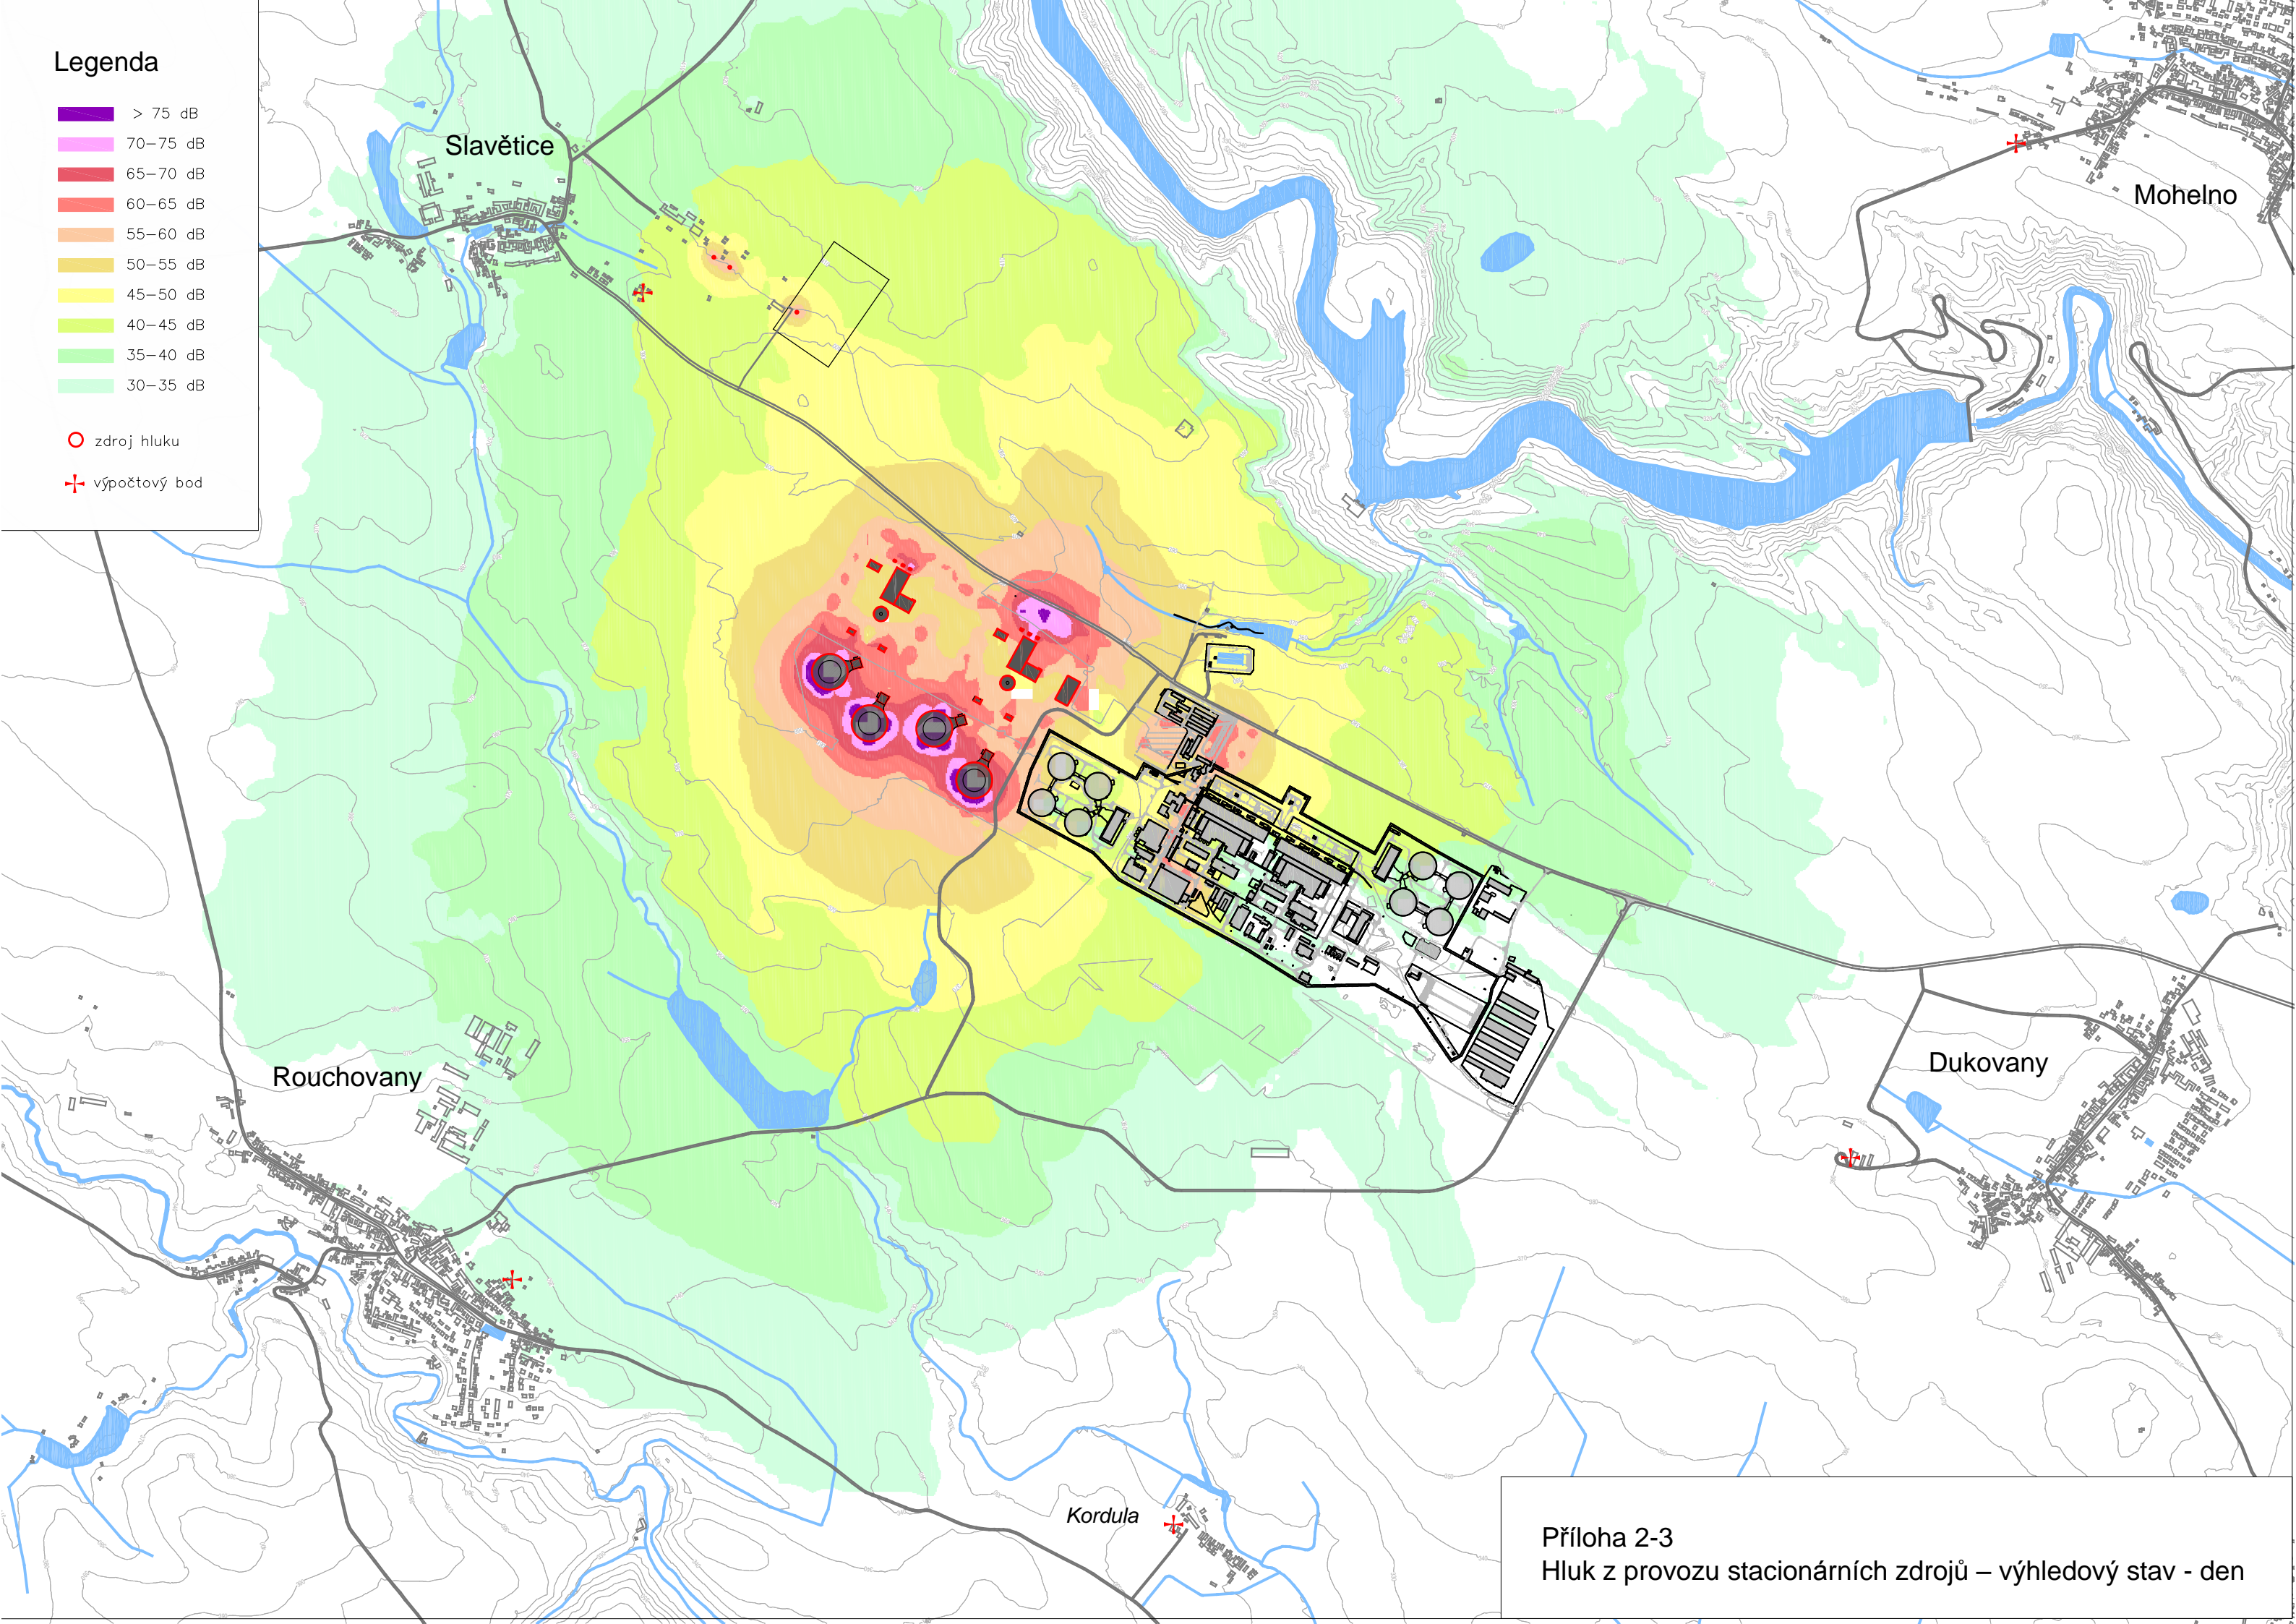 Legenda
> 75 dB
70–75 dB
65–70 dB
60–65 dB
55–60 dB
50–55 dB
45–50 dB
40–45 dB
35–40 dB
30–35 dB
zdroj hluku
výpočtový bod
Slavětice
Mohelno
Rouchovany
Dukovany
Kordula
Příloha 2-3
Hluk z provozu stacionárních zdrojů – výhledový stav - den